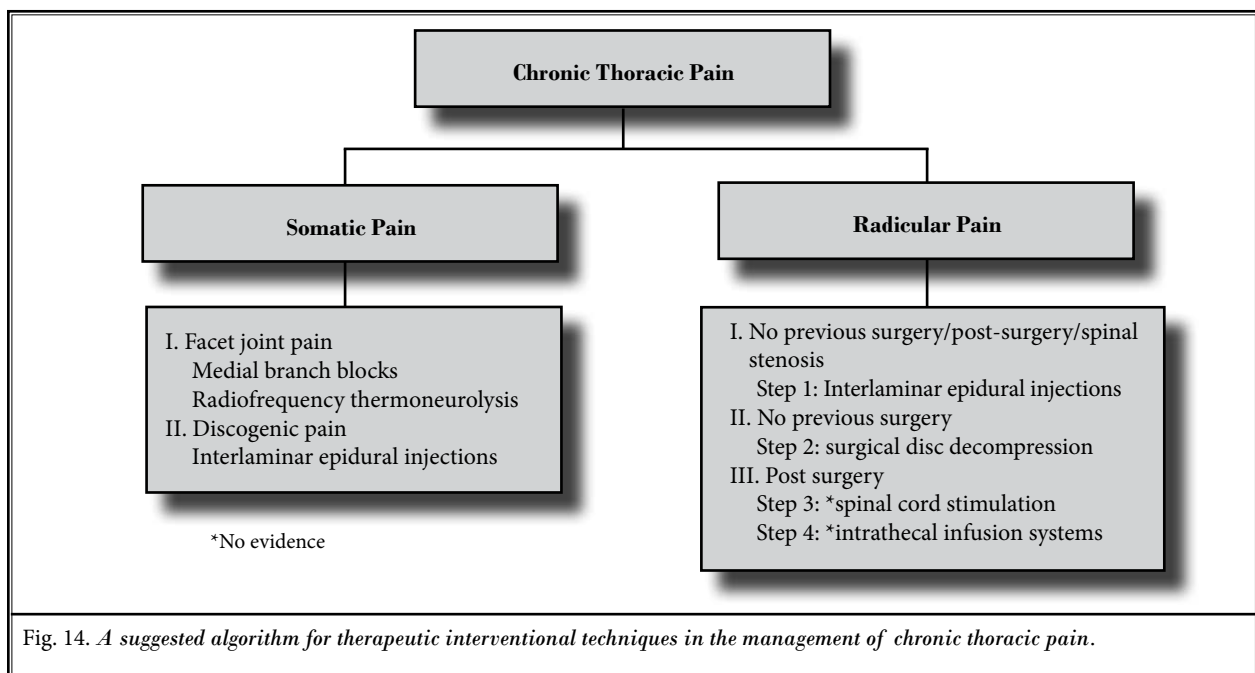 Chronic Thoracic Pain
Somatic Pain
Radicular Pain
I. Facet joint pain
Medial branch blocks
Radiofrequency thermoneurolysis
II. Discogenic pain
Interlaminar epidural injections
*No evidence
I. No previous surgery/post-surgery/spinal
stenosis
Step 1: Interlaminar epidural injections
II. No previous surgery
Step 2: surgical disc decompression
III. Post surgery
Step 3: *spinal cord stimulation
Step 4: *intrathecal infusion systems
Fig. 14. A suggested algorithm for therapeutic interventional techniques in the management of chronic thoracic pain.